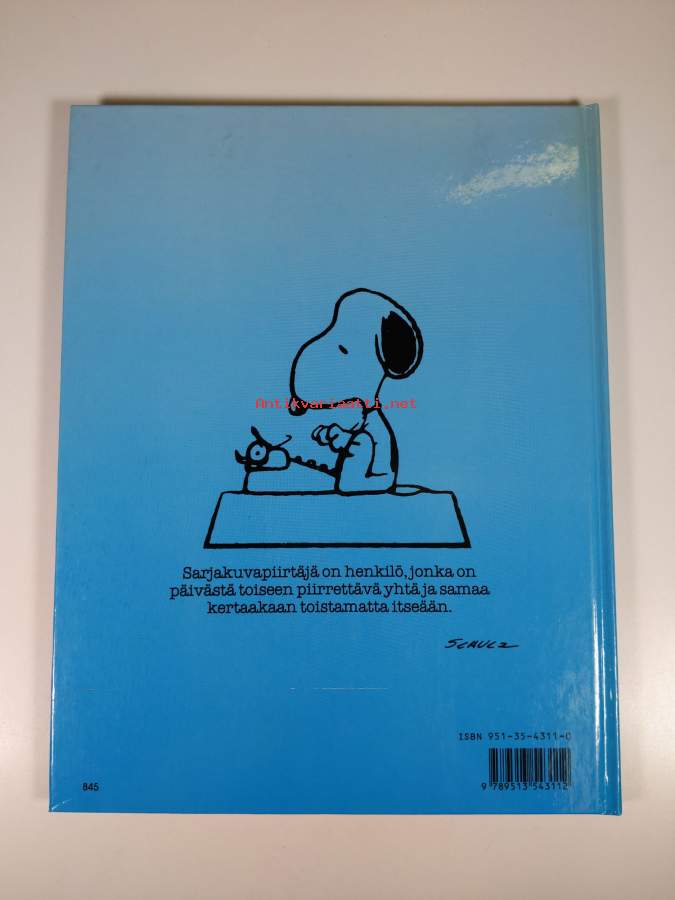 Antikvariaatti.net
Sarjakuvapiirtäjä on henkilö, jonka on
päivästä toiseen piirrettävä yhtä ja samaa
kertaakaan toistamatta itseään.
SCHULZ
ISBN 951-35-4311-0
9 789513 543112
845